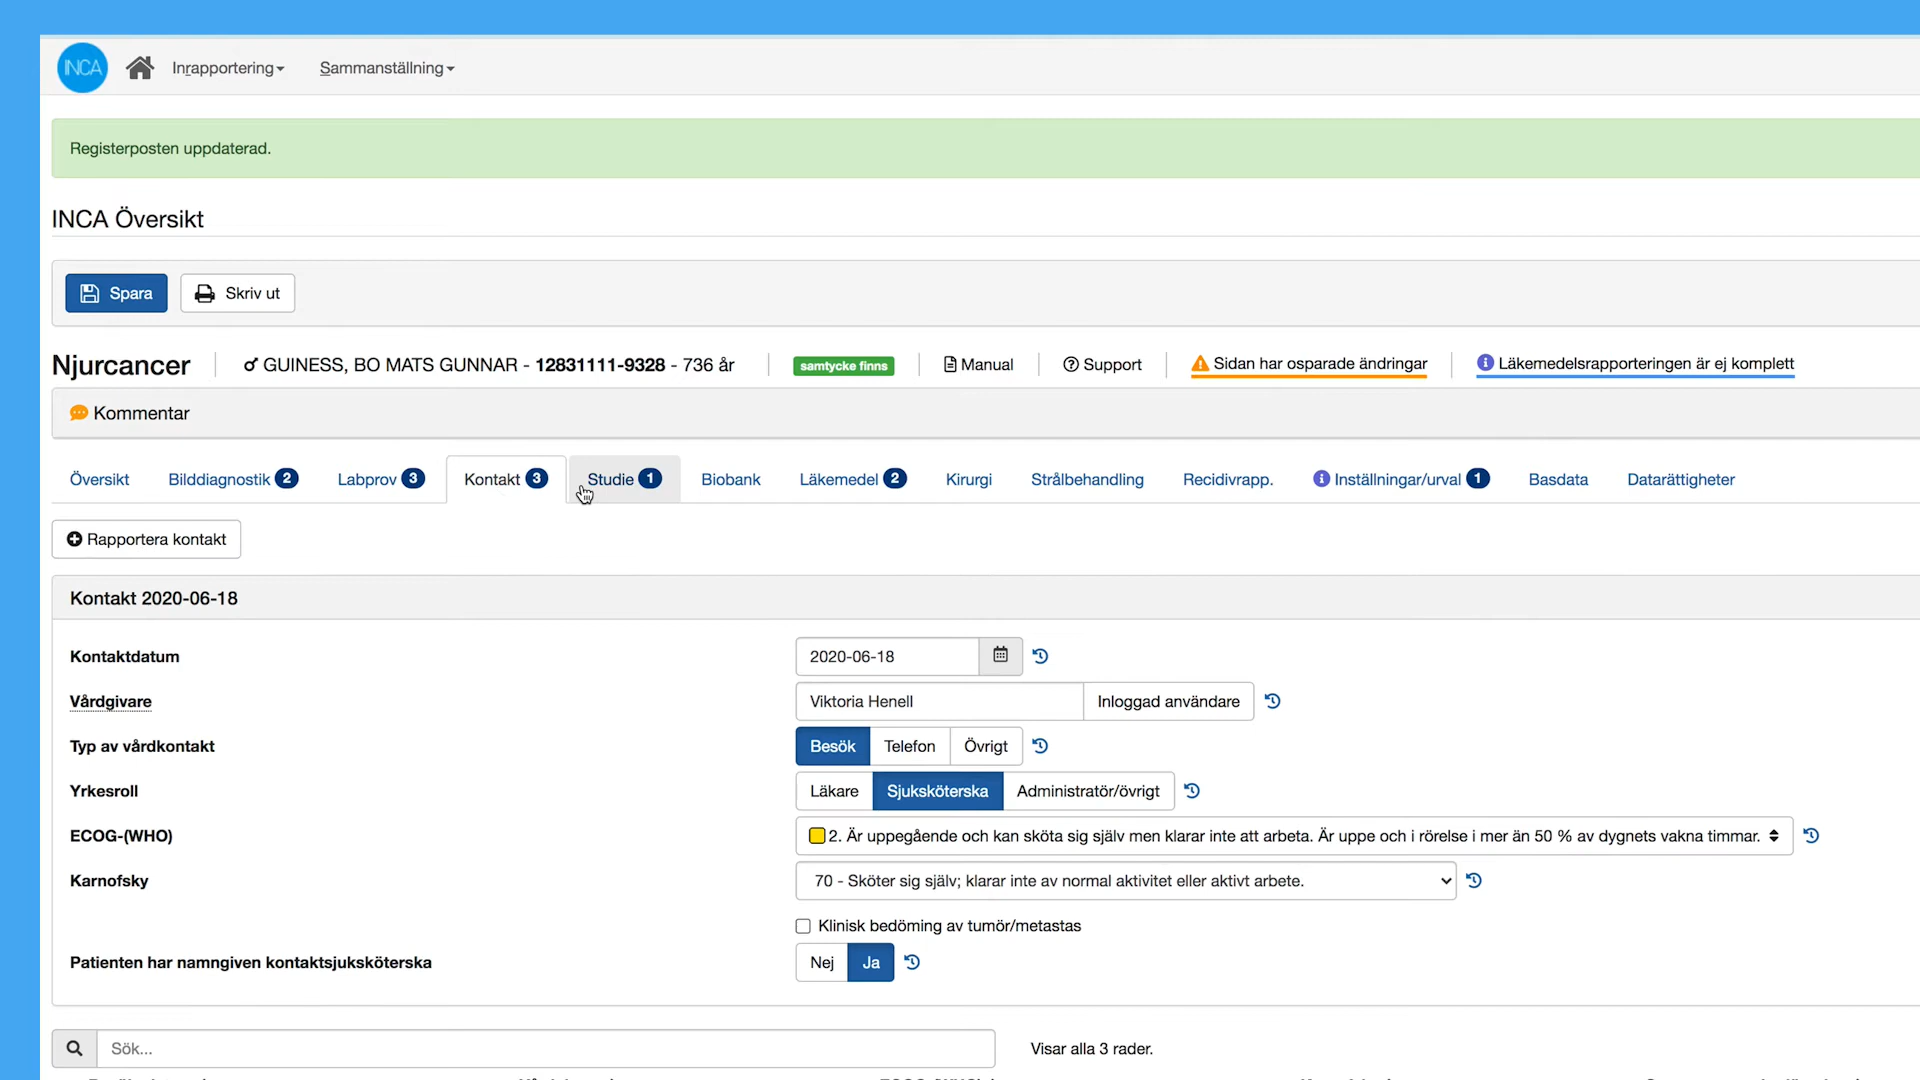 INCA Inrapportering Sammanställning
Registerposten uppdaterad.
INCA Översikt
Spara Skriv ut
Njurcancer GUINESS, BO MATS GUNNAR - 12831111-9328 - 736 år samtycke finns Manual Support Sidan har osparade ändringar Läkemedelsrapporteringen är ej komplett
Kommentar
Översikt Bilddiagnostik 2 Labprov 3 Kontakt 3 Studie 1 Biobank Läkemedel 2 Kirurgi Strålbehandling Recidivrapp. Inställningar/urval 1 Basdata Datarättigheter
Rapportera kontakt
Kontakt 2020-06-18
Kontaktdatum 2020-06-18
Vårdgivare Viktoria Henell Inloggad användare
Typ av vårdkontakt Besök Telefon Övrigt
Yrkesroll Läkare Sjuksköterska Administratör/övrigt
ECOG-(WHO) 2. Är uppegående och kan sköta sig själv men klarar inte att arbeta. Är uppe och i rörelse i mer än 50 % av dygnets vakna timmar.
Karnofsky 70 - Sköter sig själv; klarar inte av normal aktivitet eller aktivt arbete.
Klinisk bedöming av tumör/metastas
Patienten har namngiven kontaktsjuksköterska Nej Ja
Sök... Visar alla 3 rader.